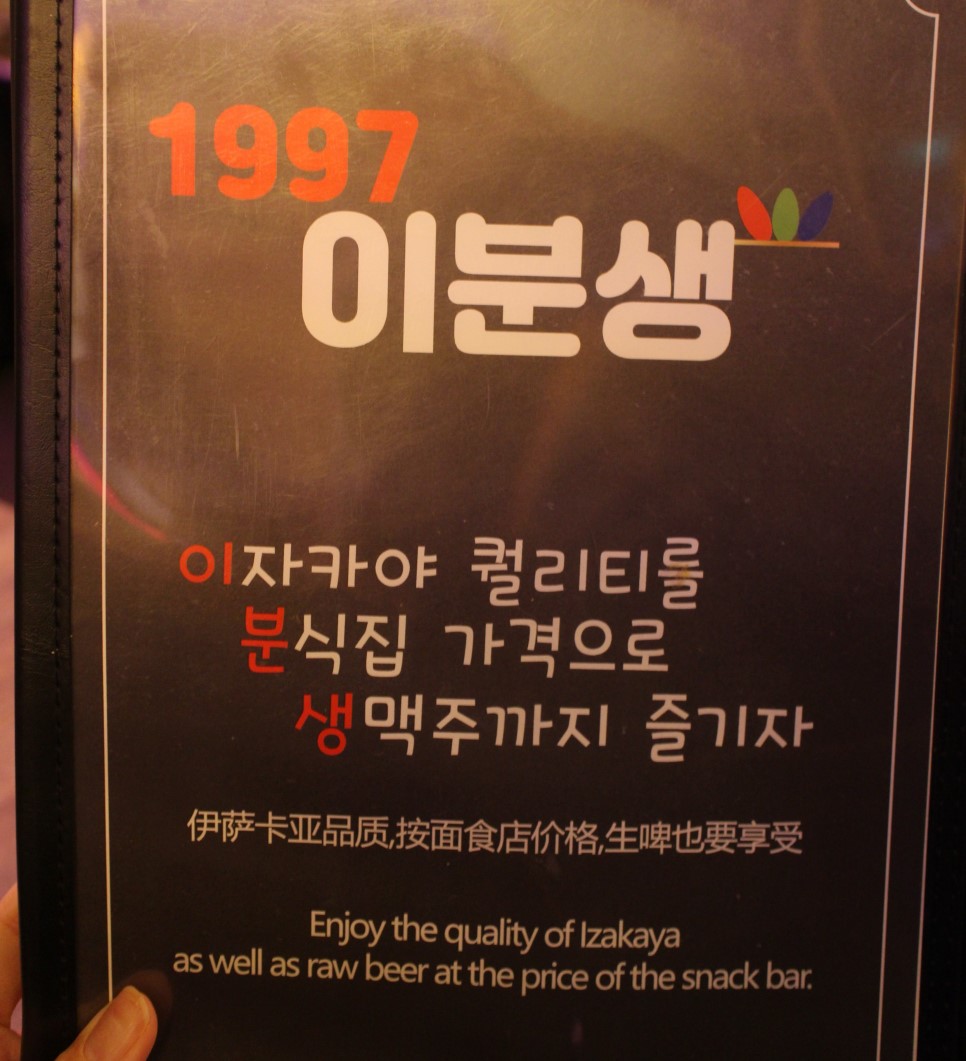 1997
이분생
이자카야 퀄리티를
분식집 가격으로
생맥주까지 즐기자
伊萨卡亚品质,按面食店价格,生啤也要享受
Enjoy the quality of Izakaya
as well as raw beer at the price of the snack bar.